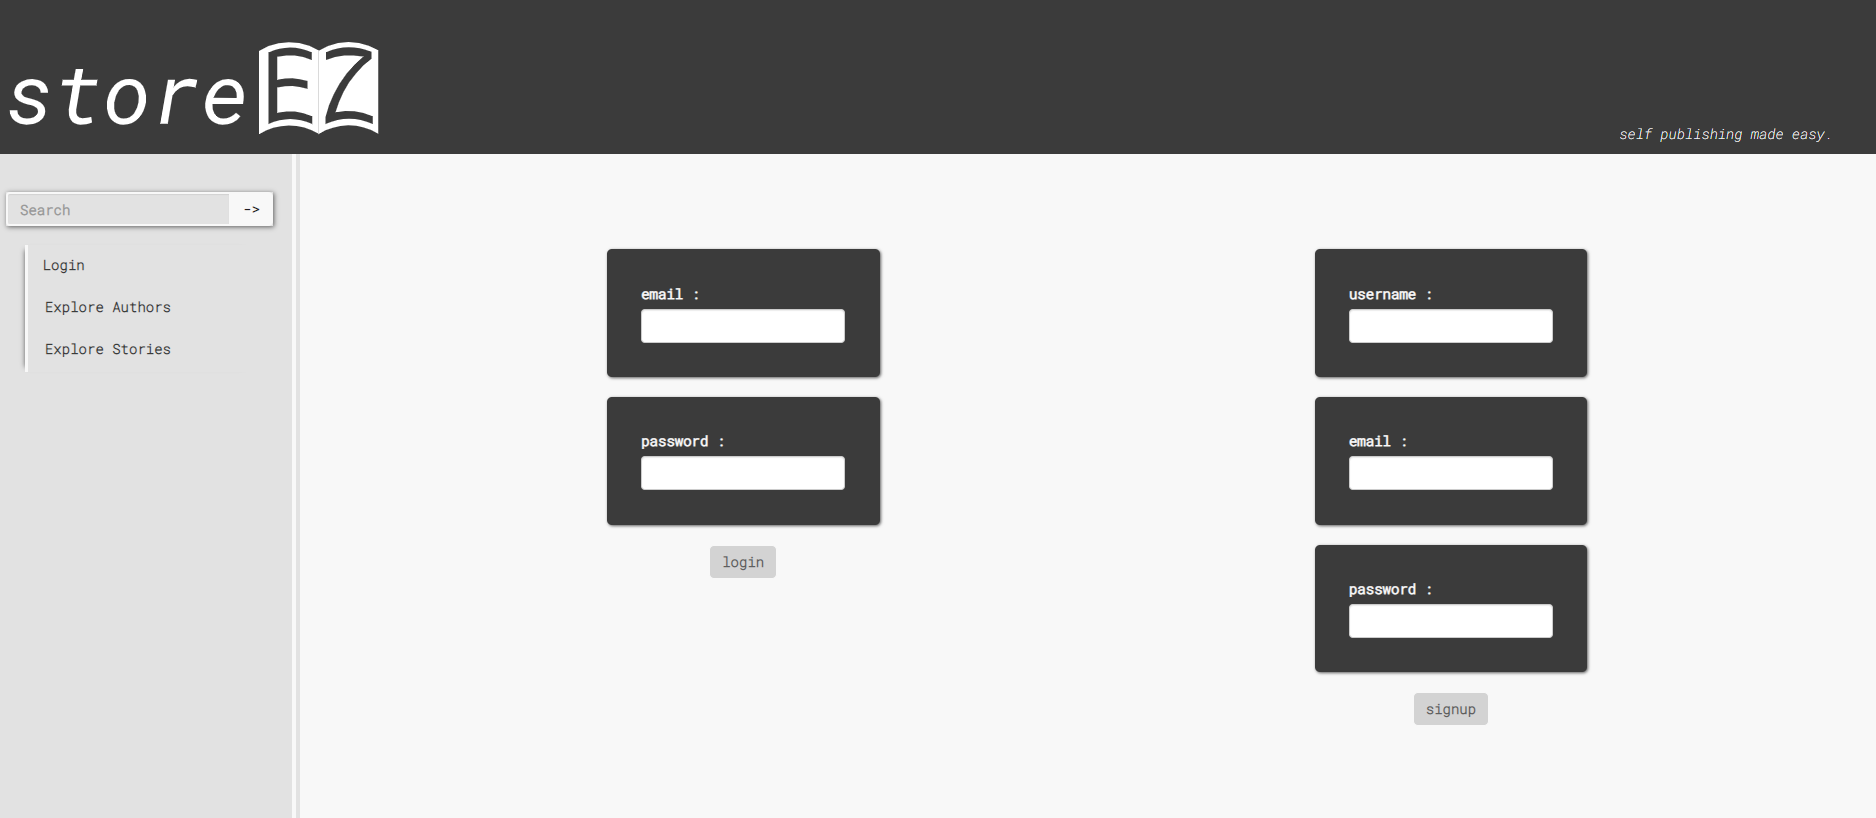 storeEZ
self publishing made easy.
Search
->
Login
Explore Authors
Explore Stories
email :
password :
login
username :
email :
password :
signup